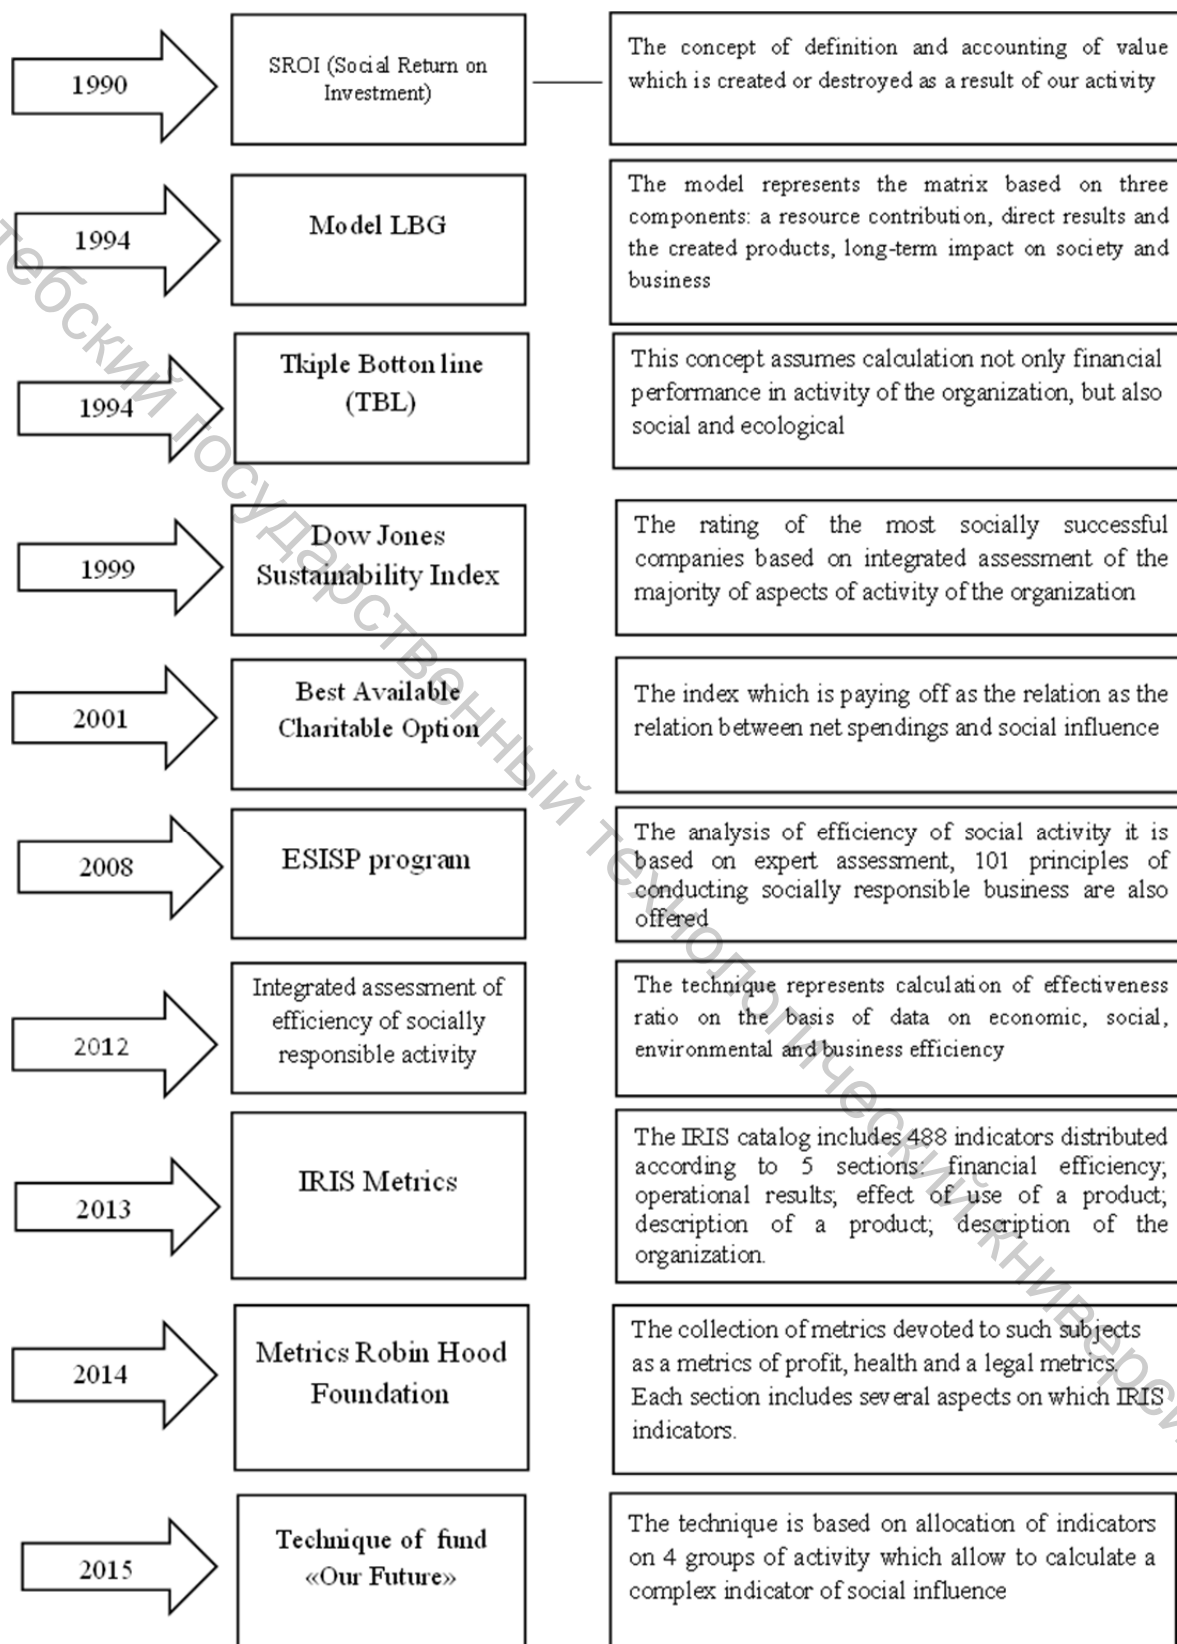 1990
SROI (Social Return on
Investment)
The concept of definition and accounting of value
which is created or destroyed as a result of our activity
1994
Model LBG
The model represents the matrix based on three
components: a resource contribution, direct results and
the created products, long-term impact on society and
business
1994
Tkiple Botton line
(TBL)
This concept assumes calculation not only financial
performance in activity of the organization, but also
social and ecological
1999
Dow Jones
Sustainability Index
The rating of the most socially successful
companies based on integrated assessment of the
majority of aspects of activity of the organization
2001
Best Available
Charitable Option
The index which is paying off as the relation as the
relation between net spendings and social influence
2008
ESISP program
The analysis of efficiency of social activity it is
based on expert assessment, 101 principles of
conducting socially responsible business are also
offered
2012
Integrated assessment of
efficiency of socially
responsible activity
The technique represents calculation of effectiveness
ratio on the basis of data on economic, social,
environmental and business efficiency
2013
IRIS Metrics
The IRIS catalog includes 488 indicators distributed
according to 5 sections: financial efficiency;
operational results; effect of use of a product;
description of a product; description of the
organization.
2014
Metrics Robin Hood
Foundation
The collection of metrics devoted to such subjects
as a metrics of profit, health and a legal metrics.
Each section includes several aspects on which IRIS
indicators.
2015
Technique of fund
«Our Future»
The technique is based on allocation of indicators
on 4 groups of activity which allow to calculate a
complex indicator of social influence
тебский государственный технологический книверси